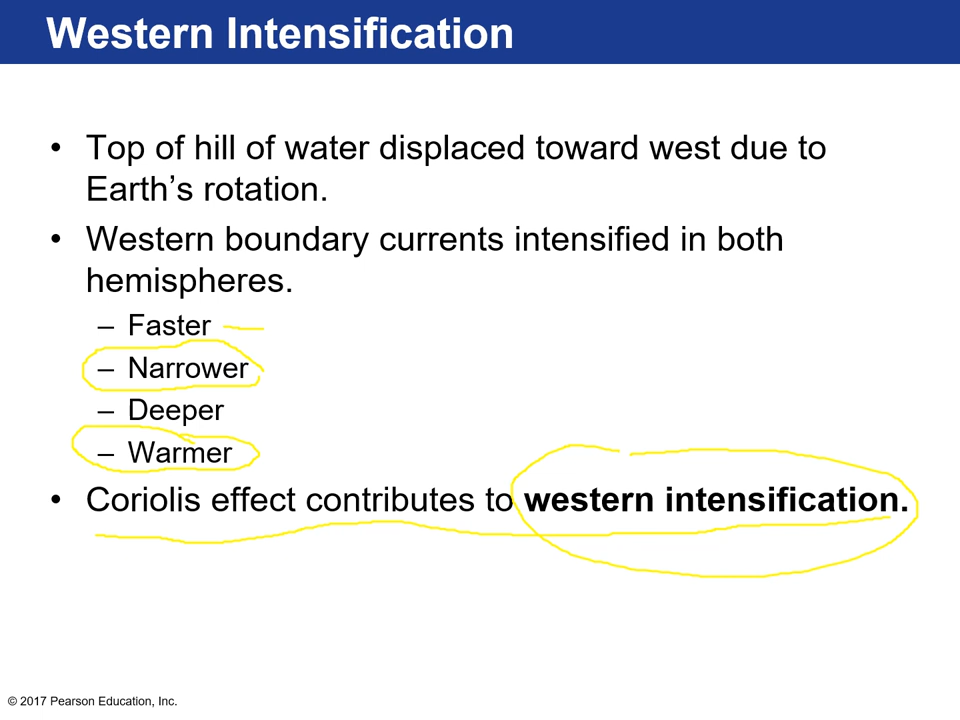 Western Intensification
• Top of hill of water displaced toward west due to
Earth’s rotation.
• Western boundary currents intensified in both
hemispheres.
– Faster
– Narrower
– Deeper
– Warmer
• Coriolis effect contributes to western intensification.
© 2017 Pearson Education, Inc.